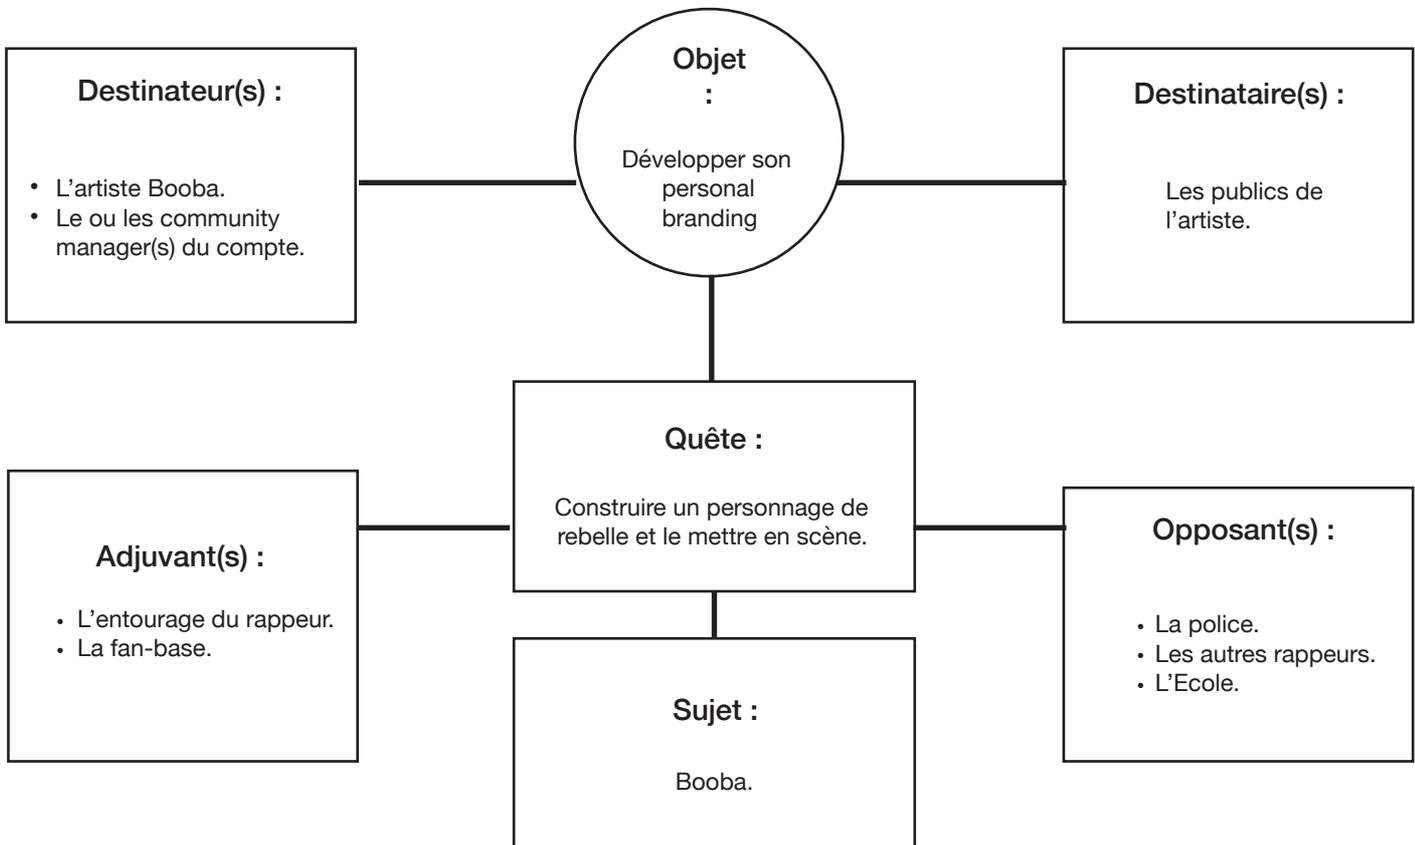 Destinateur(s) :
• L’artiste Booba.
• Le ou les community
manager(s) du compte.
Objet
:
Développer son
personal
branding
Destinataire(s) :
Les publics de
l’artiste.
Quête :
Construire un personnage de
rebelle et le mettre en scène.
Adjuvant(s) :
• L’entourage du rappeur.
• La fan-base.
Opposant(s) :
• La police.
• Les autres rappeurs.
• L’Ecole.
Sujet :
Booba.